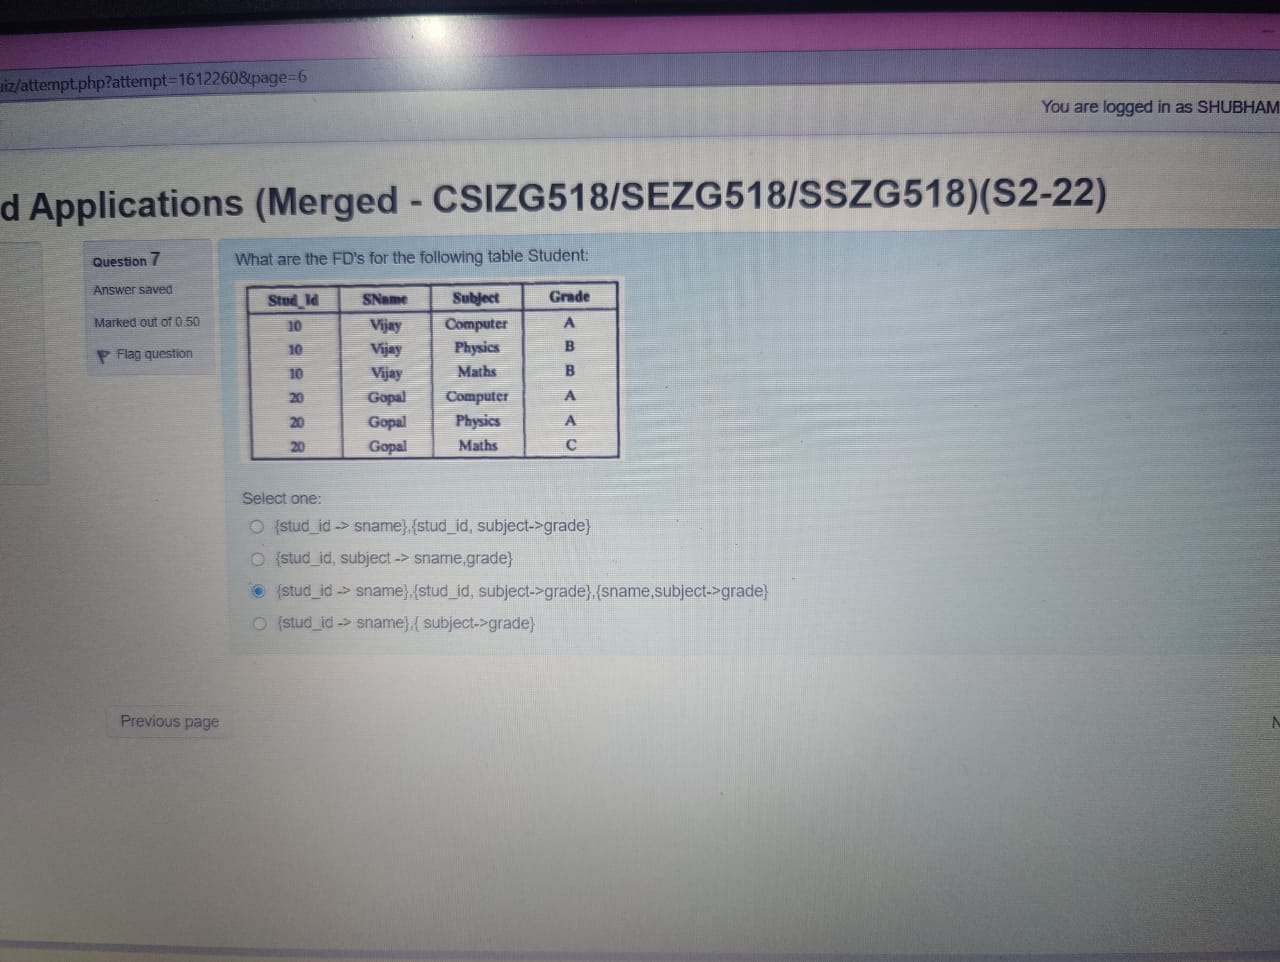 uiz/attempt.php?attempt=1612260&page=6
You are logged in as SHUBHAM
d Applications (Merged - CSIZG518/SEZG518/SSZG518)(S2-22)
Question 7
Answer saved
Marked out of 0.50
Flag question
What are the FD's for the following table Student:
Stud_Id SName Subject Grade
10 Vijay Computer A
10 Vijay Physics B
10 Vijay Maths B
20 Gopal Computer A
20 Gopal Physics A
20 Gopal Maths C
Select one:
{stud_id -> sname},{stud_id, subject->grade}
{stud_id, subject -> sname,grade}
{stud_id -> sname},{stud_id, subject->grade},{sname,subject->grade}
{stud_id -> sname},{ subject->grade}
Previous page
N